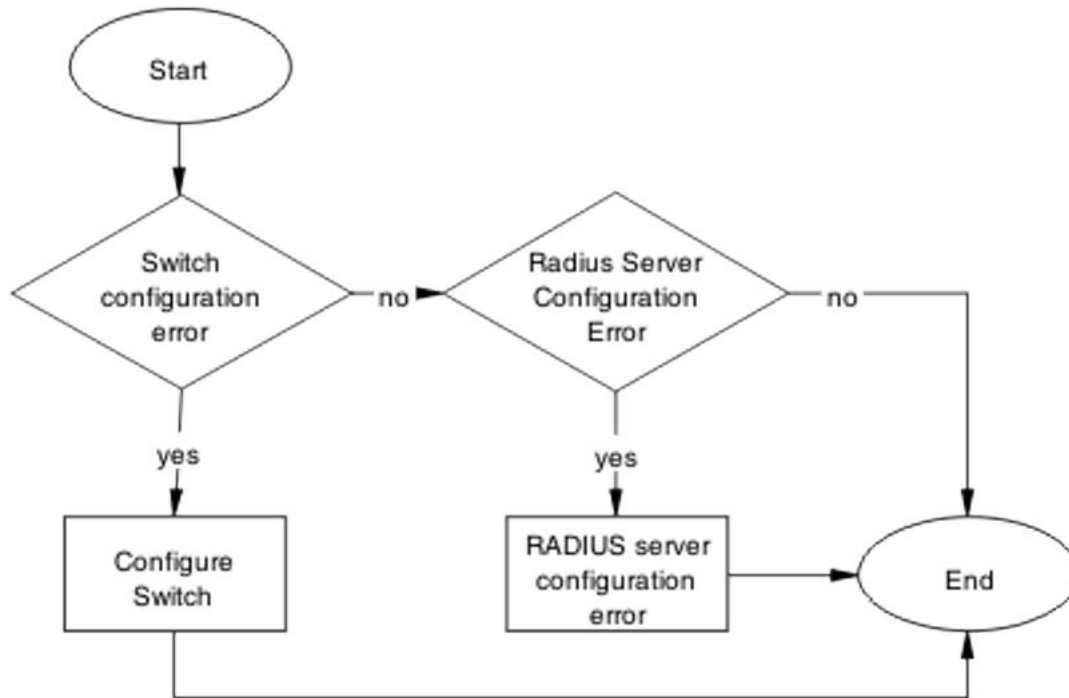 Start
Switch
configuration
error
no
Radius Server
Configuration
Error
no
yes
yes
Configure
Switch
RADIUS server
configuration
error
End